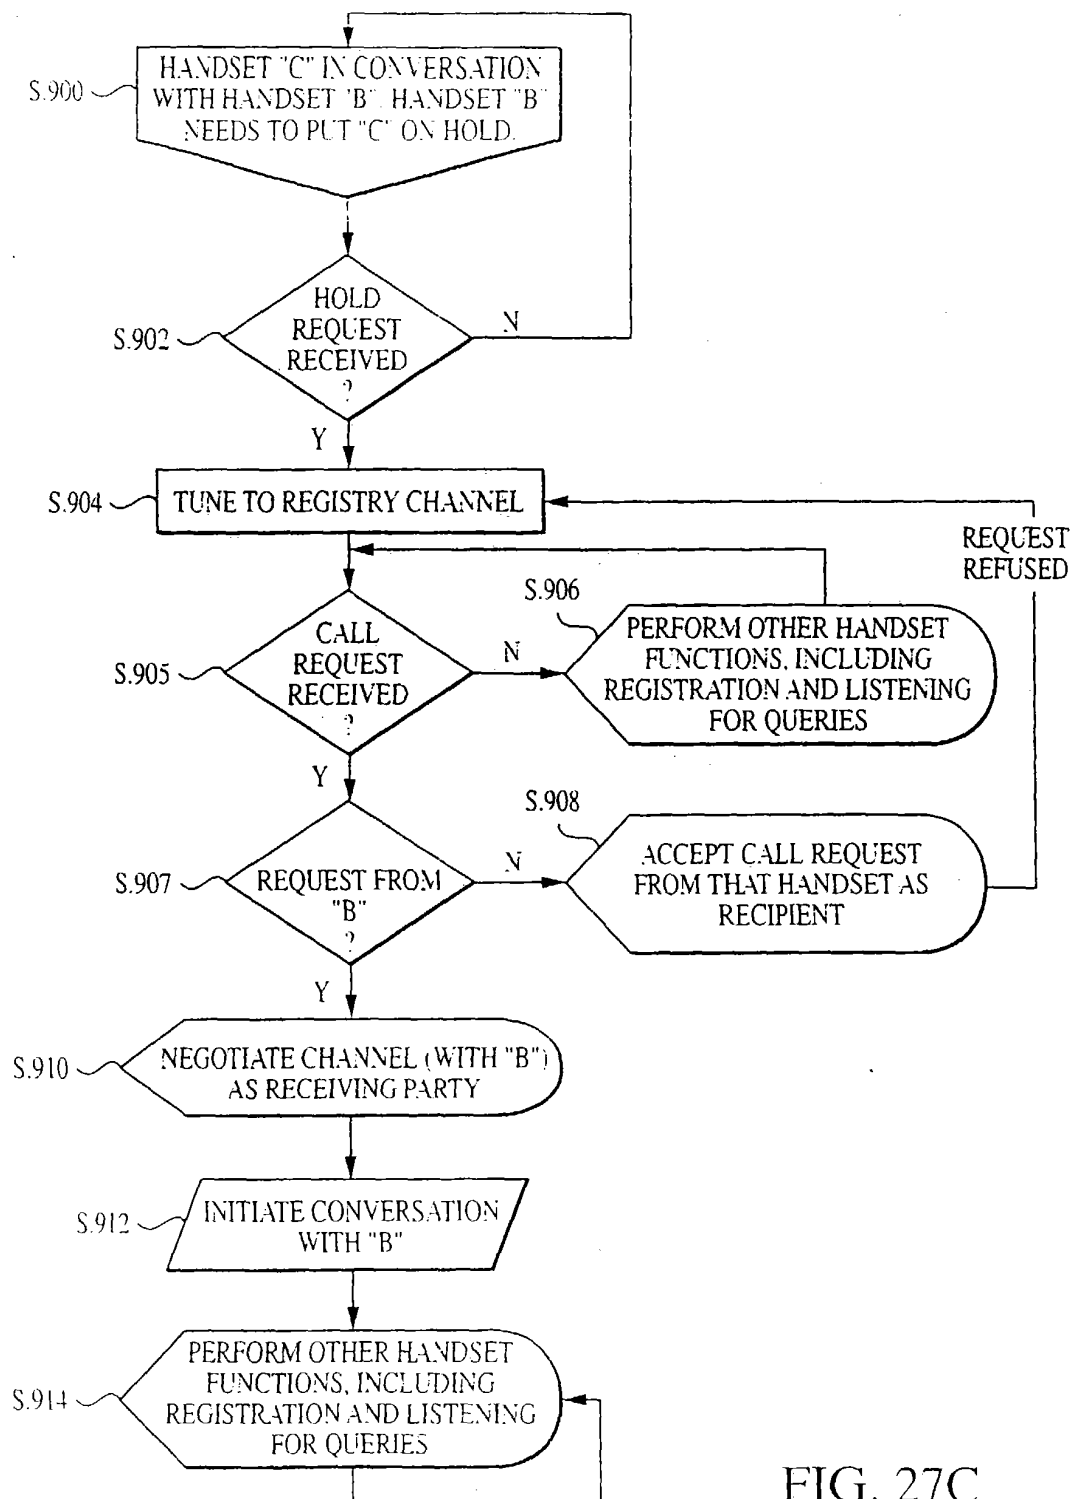 S.900
HANDSET "C" IN CONVERSATION
WITH HANDSET "B". HANDSET "B"
NEEDS TO PUT "C" ON HOLD.
S.902
HOLD
REQUEST
RECEIVED
?
N
Y
S.904
TUNE TO REGISTRY CHANNEL
REQUEST
REFUSED
S.905
CALL
REQUEST
RECEIVED
?
N
Y
S.906
PERFORM OTHER HANDSET
FUNCTIONS, INCLUDING
REGISTRATION AND LISTENING
FOR QUERIES
S.907
REQUEST FROM
"B"
?
N
Y
S.908
ACCEPT CALL REQUEST
FROM THAT HANDSET AS
RECIPIENT
S.910
NEGOTIATE CHANNEL (WITH "B")
AS RECEIVING PARTY
S.912
INITIATE CONVERSATION
WITH "B"
S.914
PERFORM OTHER HANDSET
FUNCTIONS, INCLUDING
REGISTRATION AND LISTENING
FOR QUERIES
FIG. 27C